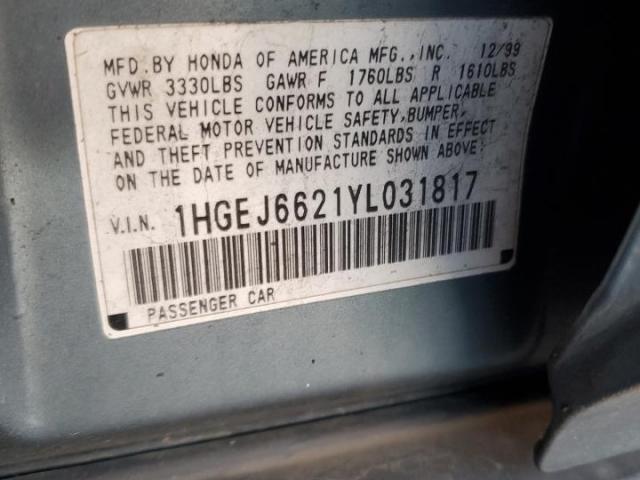 MFD.BY HONDA OF AMERICA MFG.,INC. 12/99
GVWR 3330LBS GAWR F 1760LBS R 1610LBS
THIS VEHICLE CONFORMS TO ALL APPLICABLE
FEDERAL MOTOR VEHICLE SAFETY,BUMPER,
AND THEFT PREVENTION STANDARDS IN EFFECT
ON THE DATE OF MANUFACTURE SHOWN ABOVE.
V.I.N. 1HGEJ6621YL031817
PASSENGER CAR